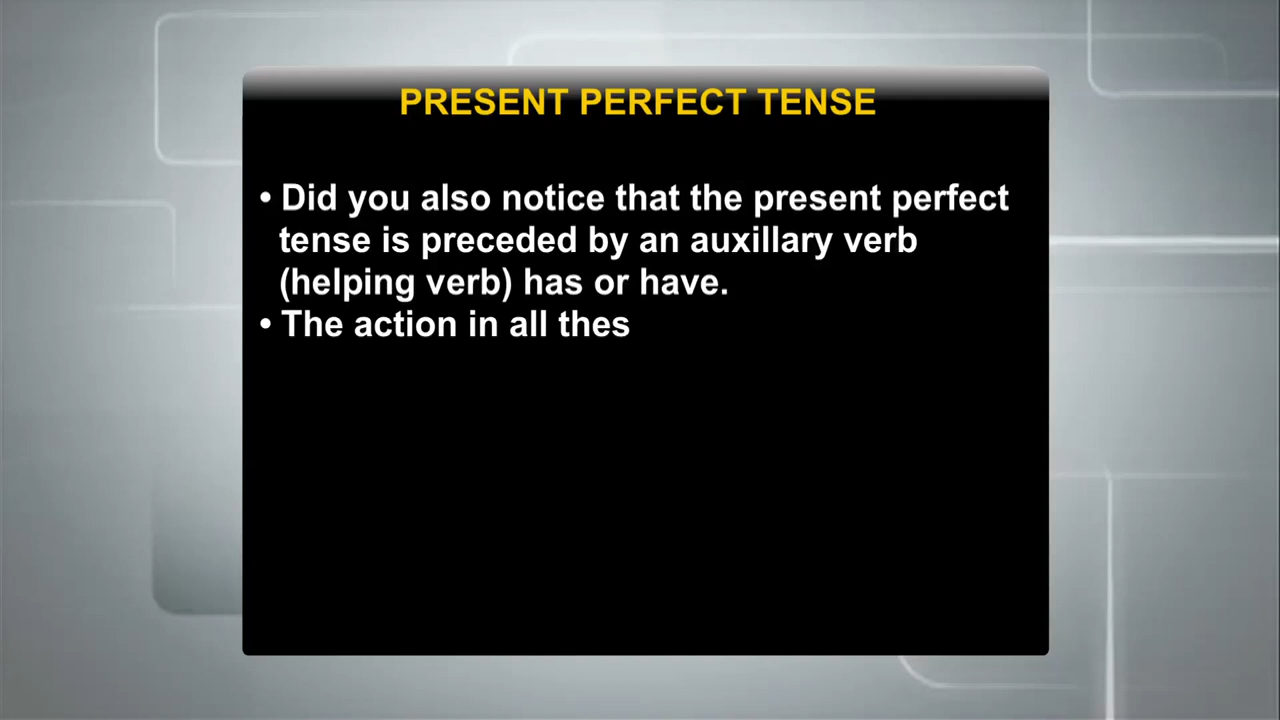 PRESENT PERFECT TENSE
• Did you also notice that the present perfect
tense is preceded by an auxillary verb
(helping verb) has or have.
• The action in all thes